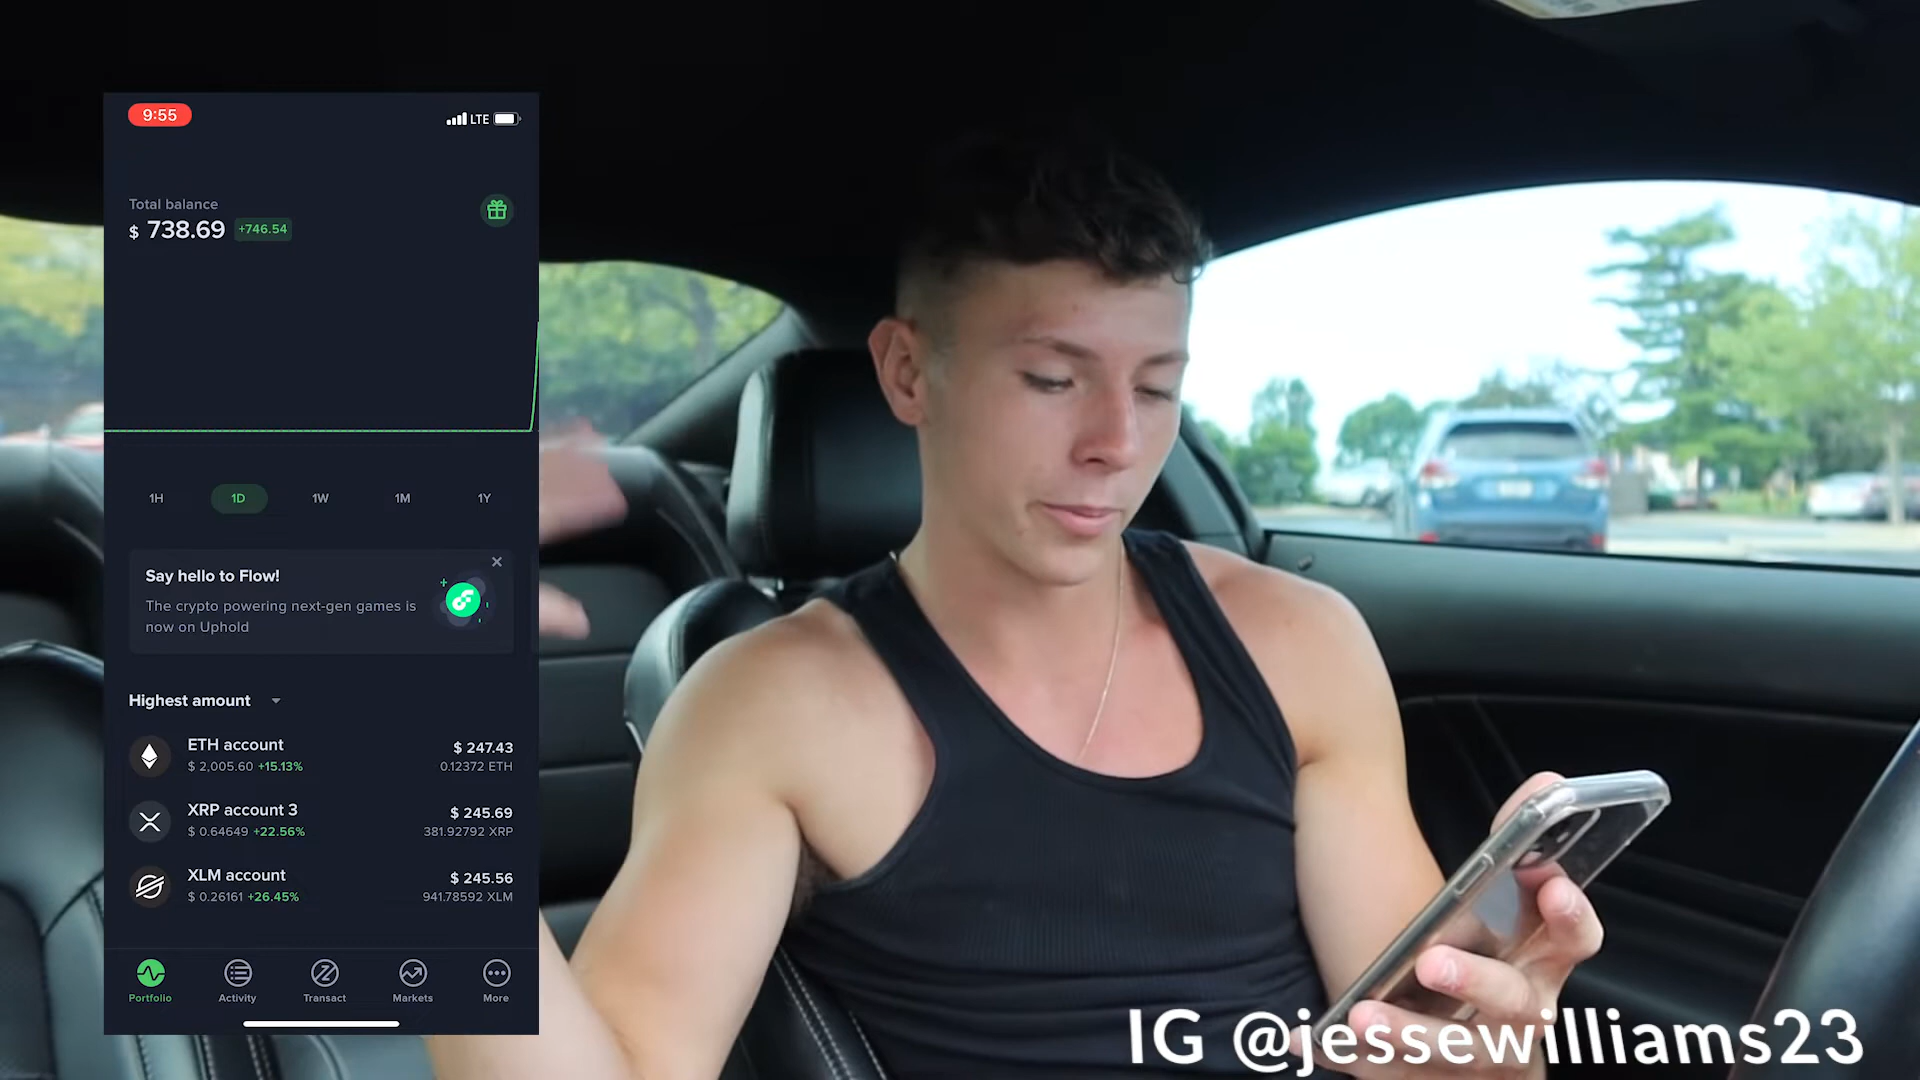 9:55
LTE
Total balance
$ 738.69 +746.54
1H 1D 1W 1M 1Y
Say hello to Flow!
The crypto powering next-gen games is
now on Uphold
Highest amount
ETH account $ 247.43
$ 2,005.60 +15.13% 0.12372 ETH
XRP account 3 $ 245.69
$ 0.64649 +22.56% 381.92792 XRP
XLM account $ 245.56
$ 0.26161 +26.45% 941.78592 XLM
Portfolio Activity Transact Markets More
IG @jessewilliams23